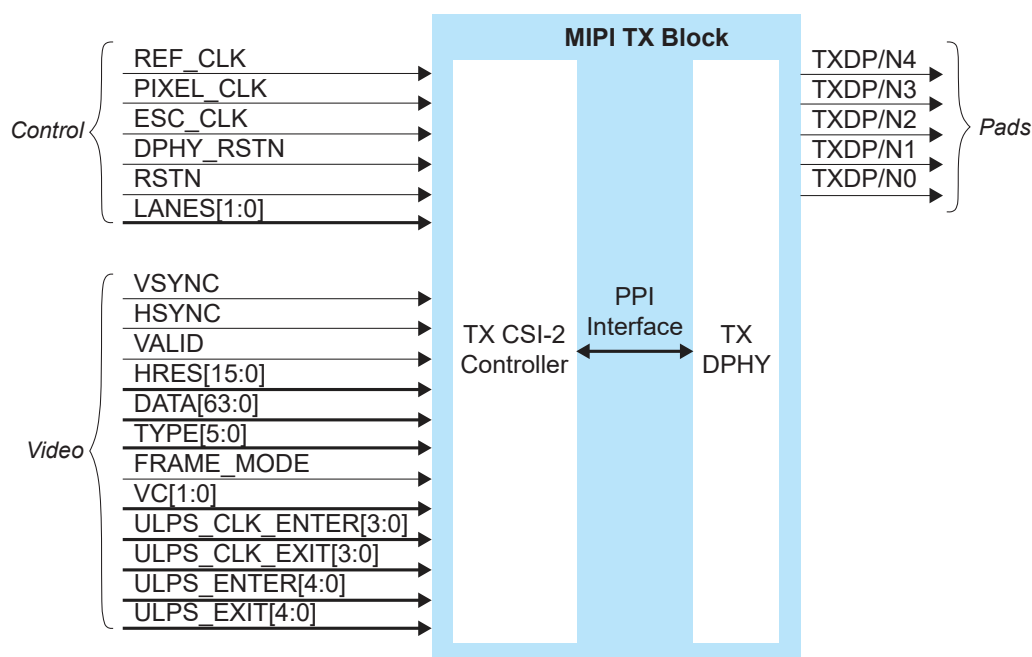 MIPI TX Block
Control
REF_CLK
PIXEL_CLK
ESC_CLK
DPHY_RSTN
RSTN
LANES[1:0]
Video
VSYNC
HSYNC
VALID
HRES[15:0]
DATA[63:0]
TYPE[5:0]
FRAME_MODE
VC[1:0]
ULPS_CLK_ENTER[3:0]
ULPS_CLK_EXIT[3:0]
ULPS_ENTER[4:0]
ULPS_EXIT[4:0]
TX CSI-2
Controller
PPI
Interface
TX
DPHY
TXDP/N4
TXDP/N3
TXDP/N2
TXDP/N1
TXDP/N0
Pads